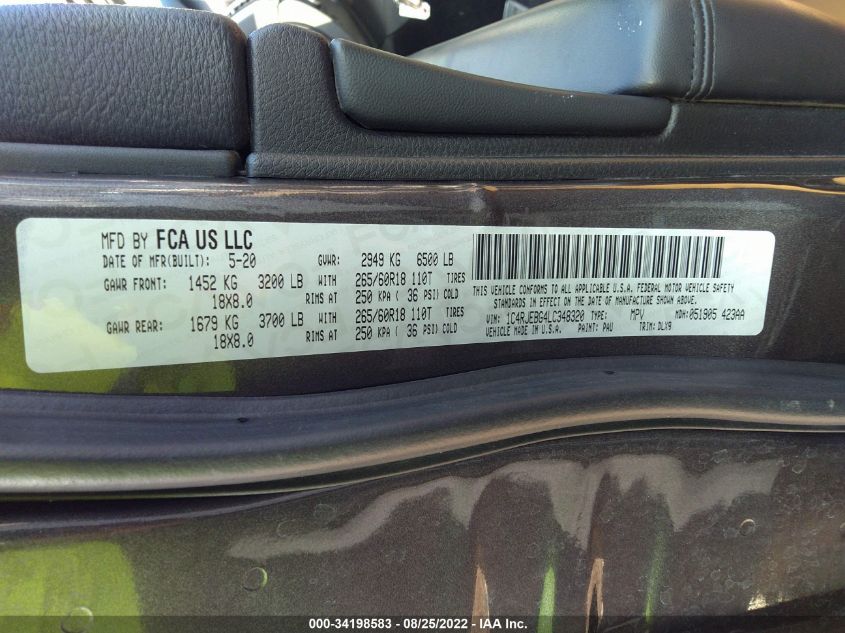 MFD BY FCA US LLC
DATE OF MFR(BUILT): 5-20 GVWR: 2949 KG 6500 LB
GAWR FRONT: 1452 KG 3200 LB WITH 265/60R18 110T TIRES
18X8.0 RIMS AT 250 KPA ( 36 PSI) COLD
GAWR REAR: 1679 KG 3700 LB WITH 265/60R18 110T TIRES
18X8.0 RIMS AT 250 KPA ( 36 PSI) COLD
THIS VEHICLE CONFORMS TO ALL APPLICABLE U.S.A. FEDERAL MOTOR VEHICLE SAFETY
STANDARDS IN EFFECT ON THE DATE OF MANUFACTURE SHOWN ABOVE.
VIN: 1C4RJEBG4LC348320 TYPE: MPV MDH:051905 423AA
VEHICLE MADE IN U.S.A. PAINT: PAU TRIM: DLX9
000-34198583 - 08/25/2022 - IAA Inc.